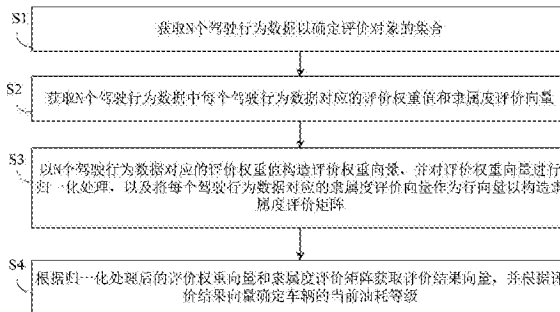 S1
获取N个驾驶行为数据以确定评价对象的集合
S2
获取N个驾驶行为数据中每个驾驶行为数据对应的评价权重值和隶属度评价向量
S3
以N个驾驶行为数据对应的评价权重值构造评价权重向量，并对评价权重向量进行
归一化处理，以及将每个驾驶行为数据对应的隶属度评价向量作为行向量以构造隶
属度评价矩阵
S4
根据归一化处理后的评价权重向量和隶属度评价矩阵获取评价结果向量，并根据评
价结果向量确定车辆的当前油耗等级